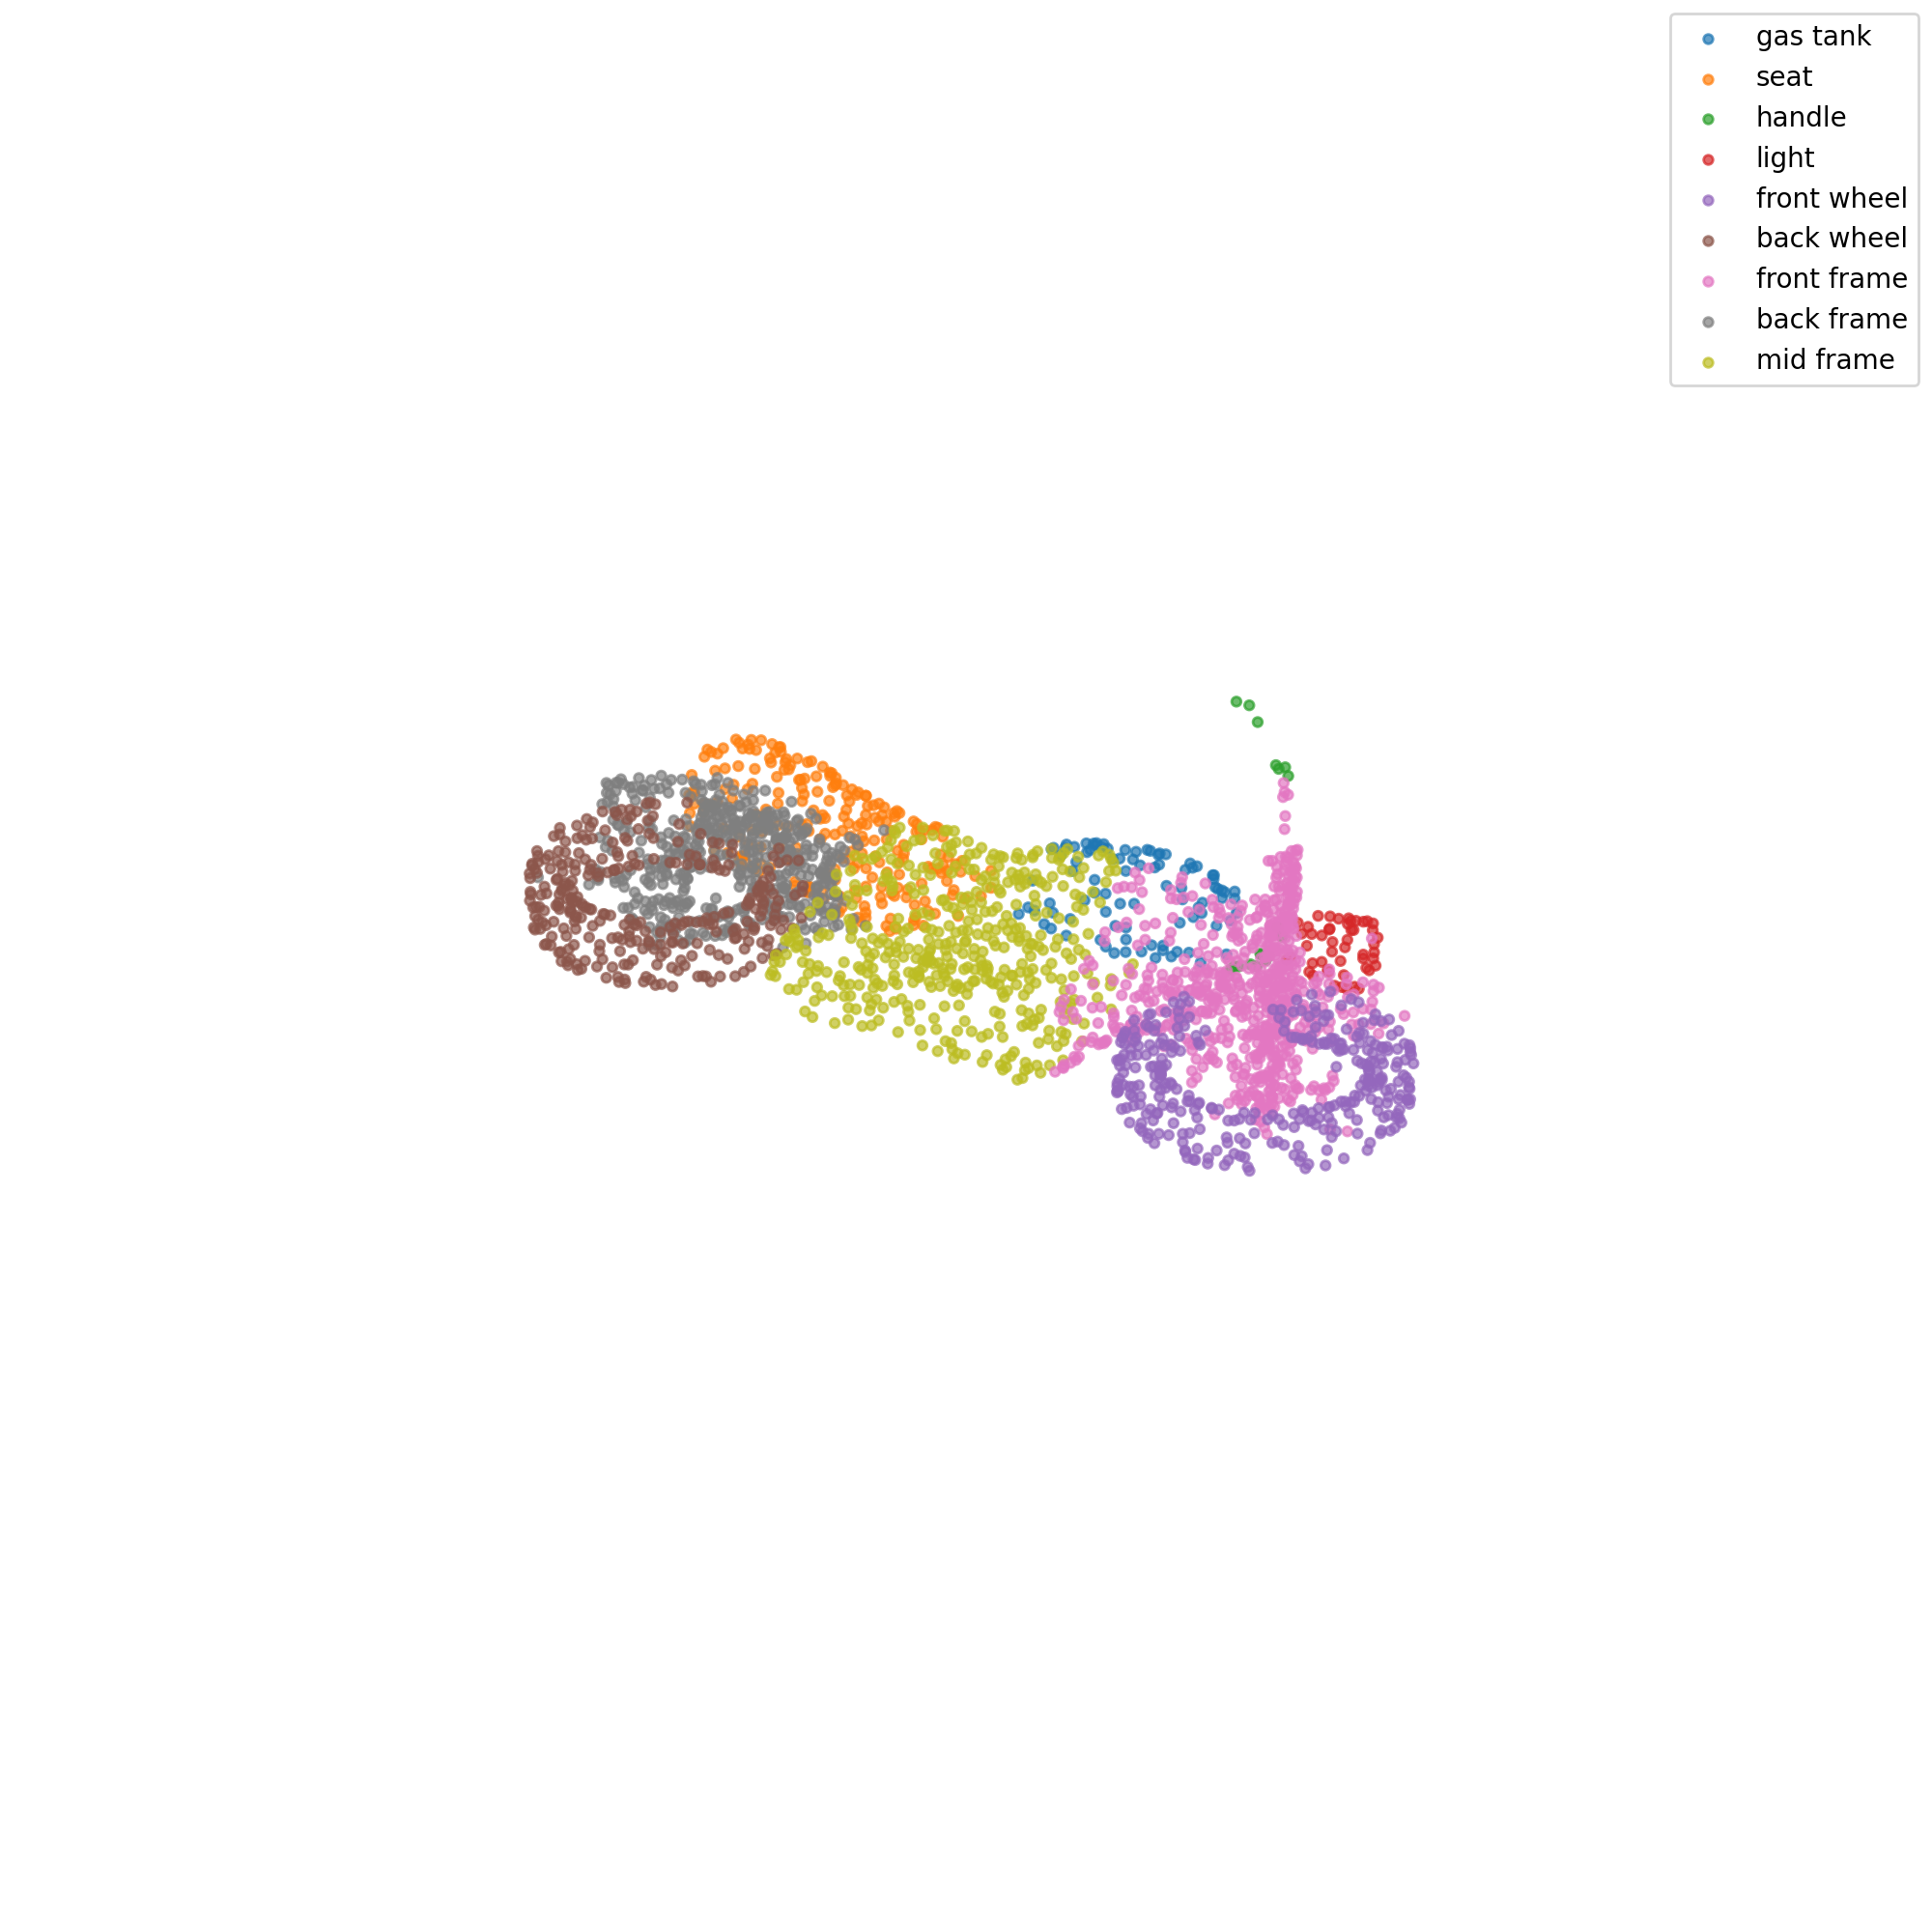 gas tank
seat
handle
light
front wheel
back wheel
front frame
back frame
mid frame